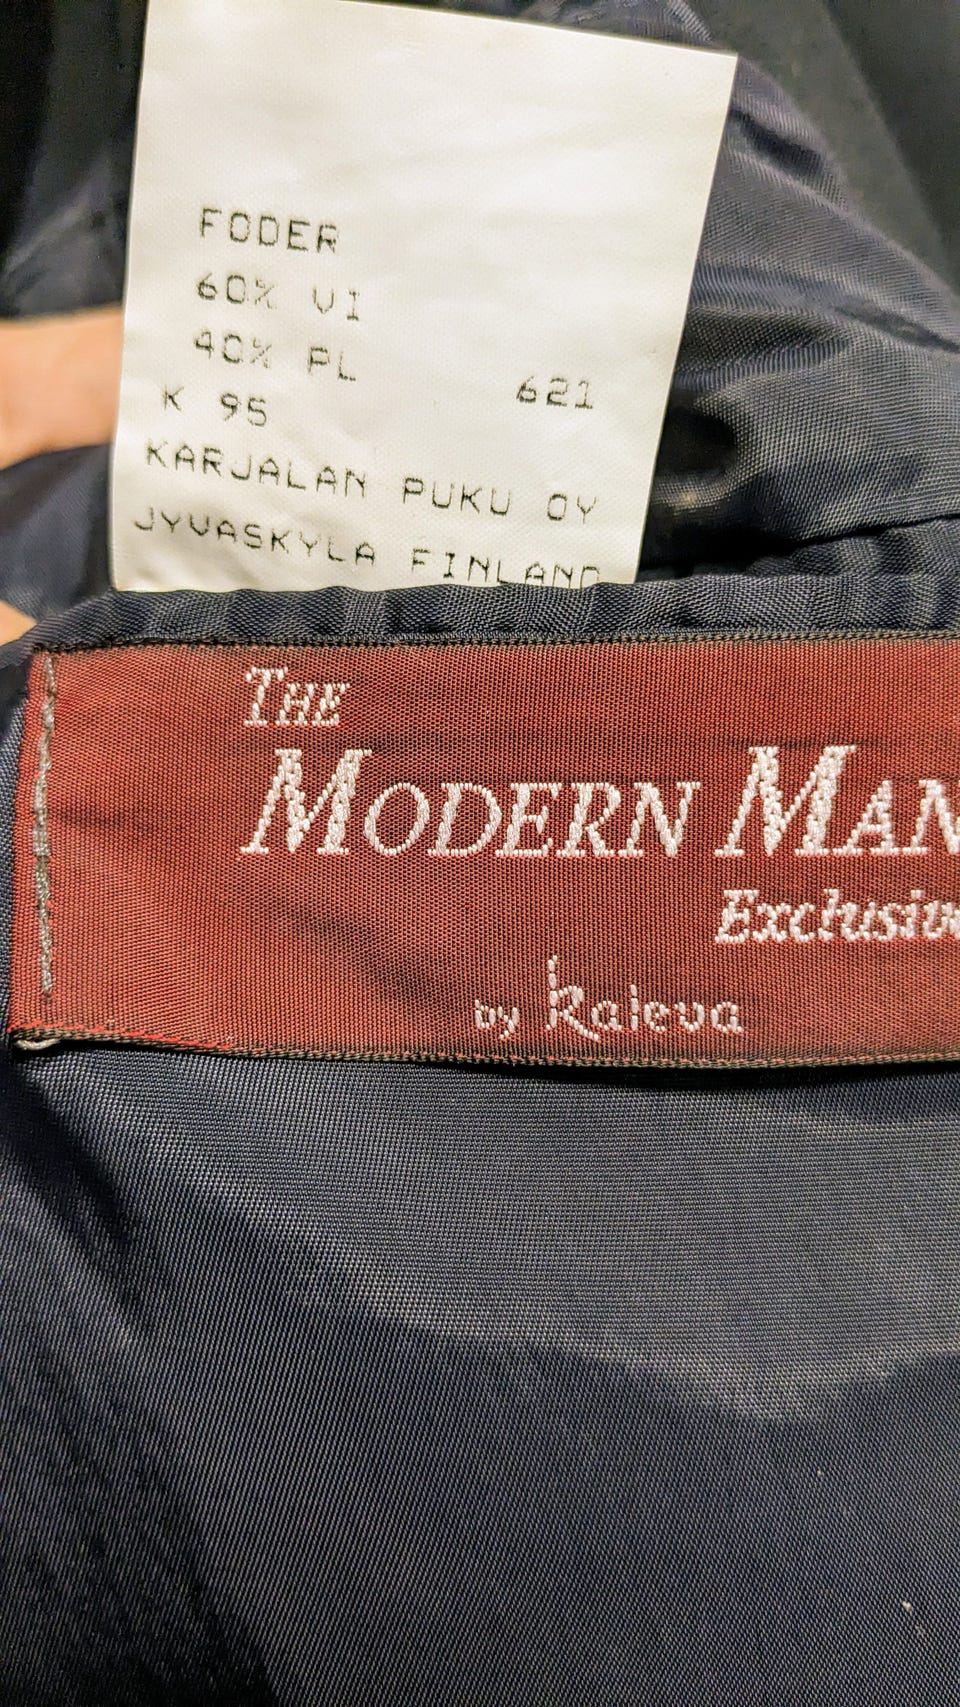 FODER
60% VI
40% PL
621
K 95
KARJALAN PUKU OY
JYVASKYLA FINLAND
THE
MODERN MAN
by kaleva